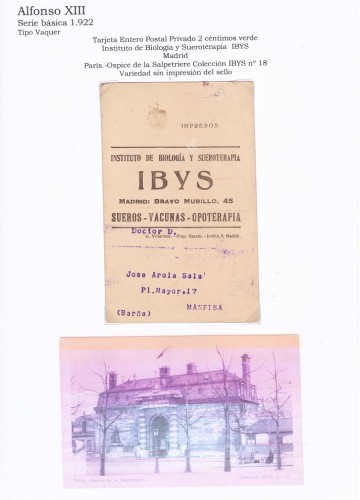 Alfonso XIII
Serie básica 1.922
Tipo Vaquer
Tarjeta Entero Postal Privado 2 céntimos verde
Instituto de Biología y Sueroterapia IBYS
Madrid
Paris.-Ospice de la Salpetriere Colección IBYS nº 18
Variedad sin impresión del sello
IMPRESOS
INSTITUTO DE BIOLOGÍA Y SUEROTERAPIA
IBYS
MADRID: BRAVO MURILLO, 45
SUEROS-VACUNAS-OPOTERAPIA
Doctor D.
Jose Arola Sala
Pl.Mayor.17
MANRESA
(Barña)